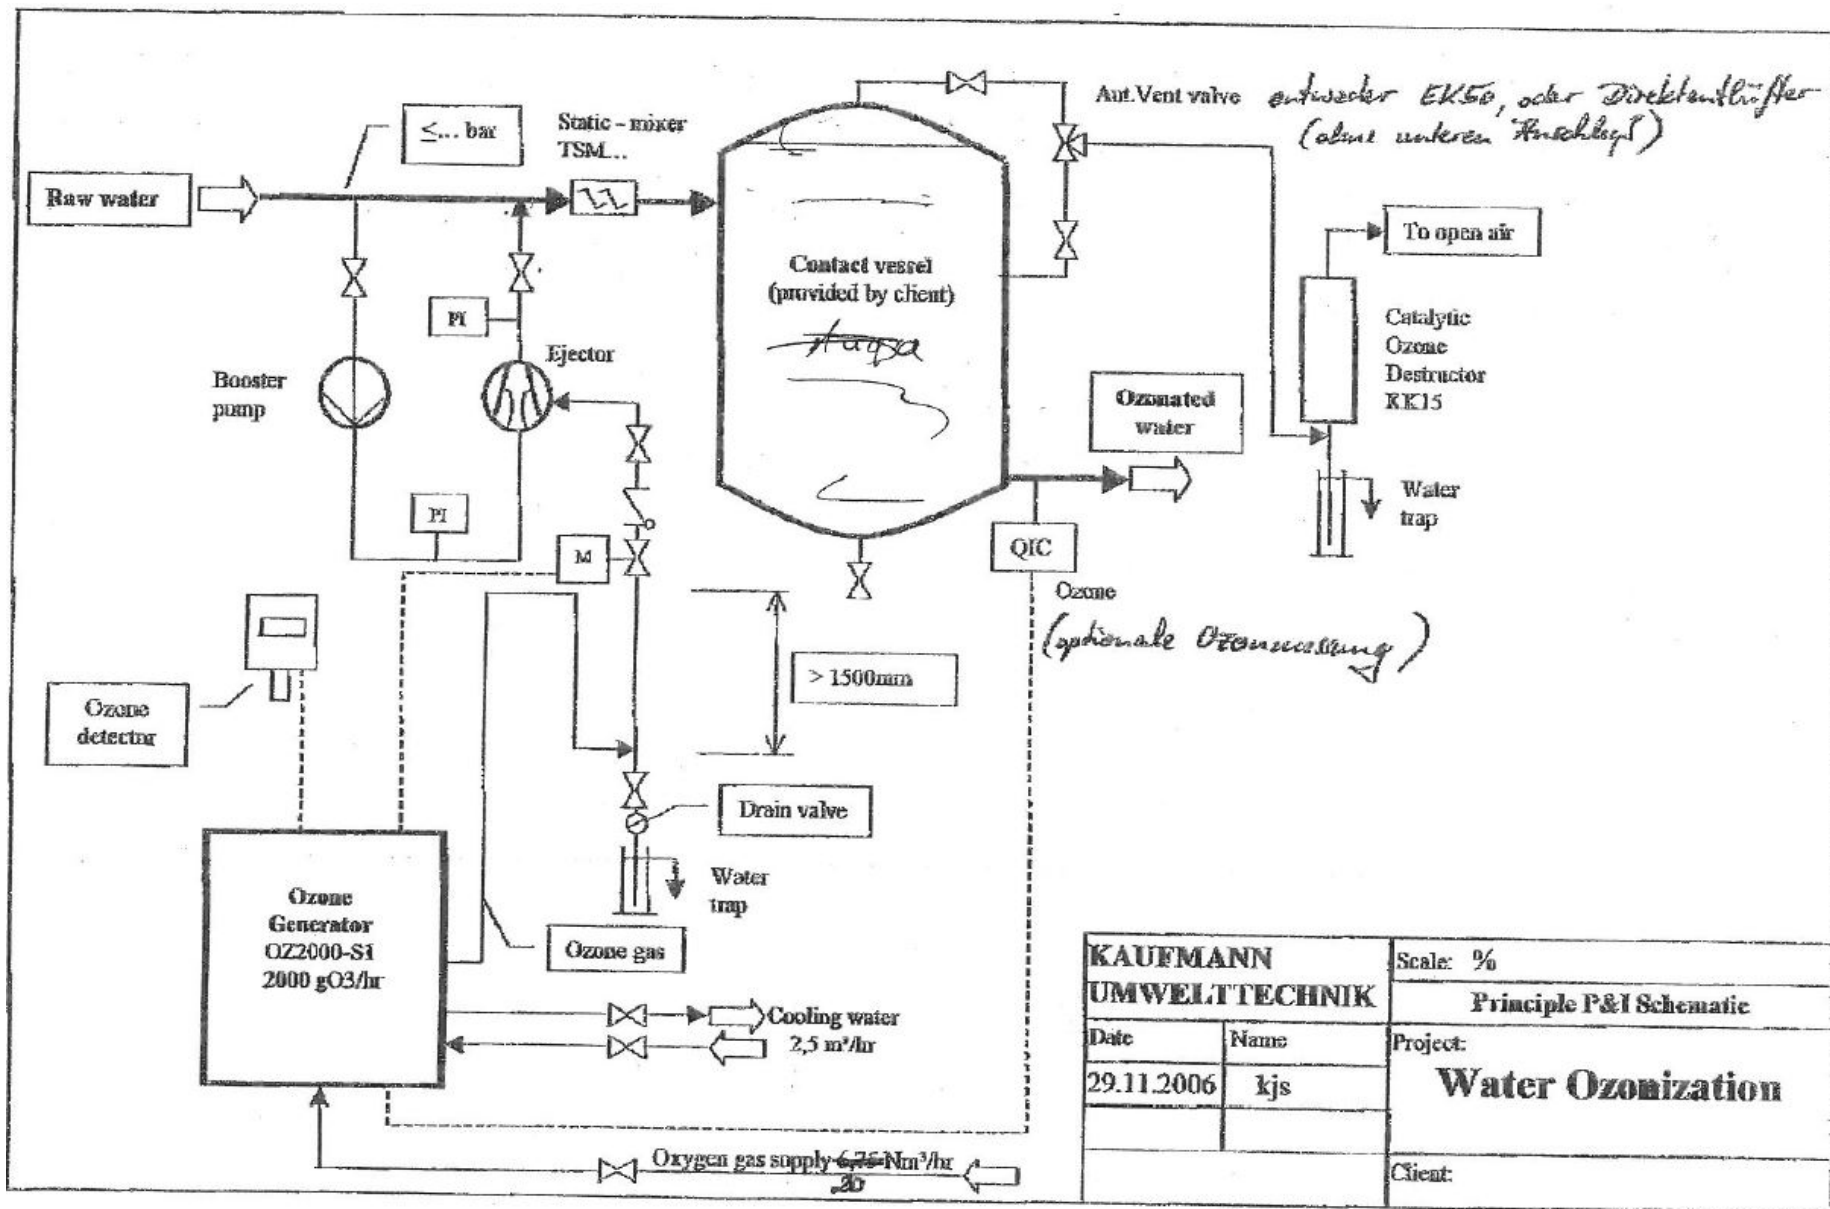 ≤... bar
Static - mixer
TSM...
Raw water
Aut.Vent valve entweder EK50, oder Direktentlüfter
(ohne unteren Anschluß)
To open air
Contact vessel
(provided by client)
PI
Ejector
Booster
pump
Catalytic
Ozone
Destructor
KK15
Ozonated
water
PI
Water
trap
M
QIC
Ozone
(optionale Ozonmessung)
> 1500mm
Ozone
detector
Drain valve
Water
trap
Ozone
Generator
OZ2000-S1
2000 gO3/hr
Ozone gas
Cooling water
2,5 m³/hr
Oxygen gas supply 6,75 Nm³/hr
20
KAUFMANN
UMWELTTECHNIK
Scale: %
Principle P&I Schematic
Date
Name
Project:
Water Ozonization
29.11.2006
kjs
Client: